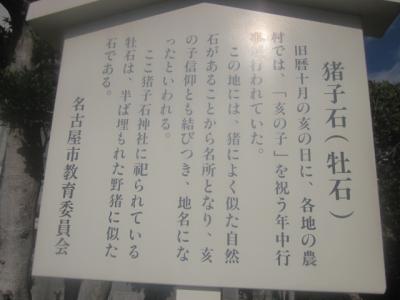 猪子石(牡石)
旧暦十月の亥の日に、各地の農
村では、「亥の子」を祝う年中行
事が行われていた。
この地には、猪によく似た自然
石があることから名所となり、亥
の子信仰とも結びつき、地名にな
ったといわれる。
ここ猪子石神社に祀られている
牡石は、半ば埋もれた野猪に似た
石である。
名古屋市教育委員会